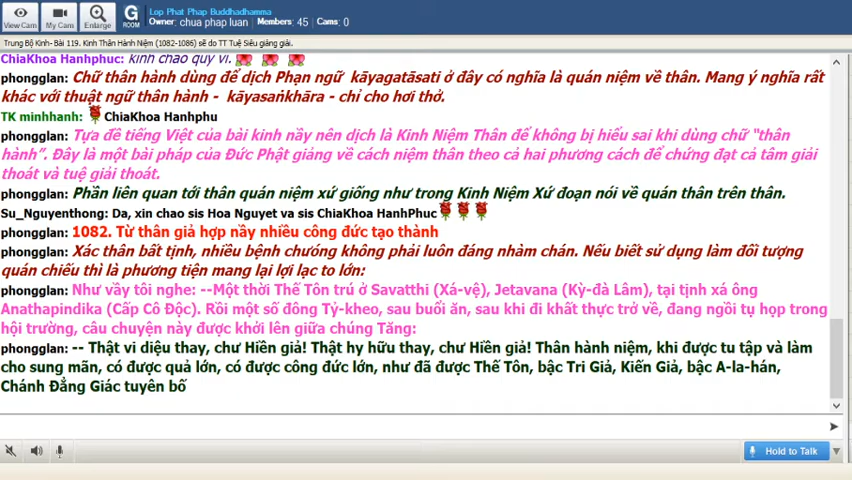 View Cam
My Cam
Enlarge
G
ROOM
Lop Phat Phap Buddhadhamma
Owner: chua phap luan Members: 45 Cams: 0
Trung Bộ Kinh- Bài 119. Kinh Thân Hành Niệm (1082-1086) sẽ do TT Tuệ Siêu giảng giải.
ChiaKhoa Hanhphuc: kính chào quý vị.
phongglan: Chữ thân hành dùng để dịch Phạn ngữ kāyagatāsati ở đây có nghĩa là quán niệm về thân. Mang ý nghĩa rất
khác với thuật ngữ thân hành - kāyasaṅkhāra - chỉ cho hơi thở.
TK minhhanh: ChiaKhoa Hanhphu
phongglan: Tựa đề tiếng Việt của bài kinh nầy nên dịch là Kinh Niệm Thân để không bị hiểu sai khi dùng chữ “thân
hành”. Đây là một bài pháp của Đức Phật giảng về cách niệm thân theo cả hai phương cách để chứng đạt cả tâm giải
thoát và tuệ giải thoát.
phongglan: Phần liên quan tới thân quán niệm xứ giống như trong Kinh Niệm Xứ đoạn nói về quán thân trên thân.
Su_Nguyenthong: Da, xin chao sis Hoa Nguyet va sis ChiaKhoa HanhPhuc
phongglan: 1082. Từ thân giả hợp nầy nhiều công đức tạo thành
phongglan: Xác thân bất tịnh, nhiều bệnh chướng không phải luôn đáng nhàm chán. Nếu biết sử dụng làm đối tượng
quán chiếu thì là phương tiện mang lại lợi lạc to lớn:
phongglan: Như vầy tôi nghe: --Một thời Thế Tôn trú ở Savatthi (Xá-vệ), Jetavana (Kỳ-đà Lâm), tại tịnh xá ông
Anathapindika (Cấp Cô Độc). Rồi một số đông Tỷ-kheo, sau buổi ăn, sau khi đi khất thực trở về, đang ngồi tụ họp trong
hội trường, câu chuyện này được khởi lên giữa chúng Tăng:
phongglan: -- Thật vi diệu thay, chư Hiền giả! Thật hy hữu thay, chư Hiền giả! Thân hành niệm, khi được tu tập và làm
cho sung mãn, có được quả lớn, có được công đức lớn, như đã được Thế Tôn, bậc Tri Giả, Kiến Giả, bậc A-la-hán,
Chánh Đẳng Giác tuyên bố
Hold to Talk